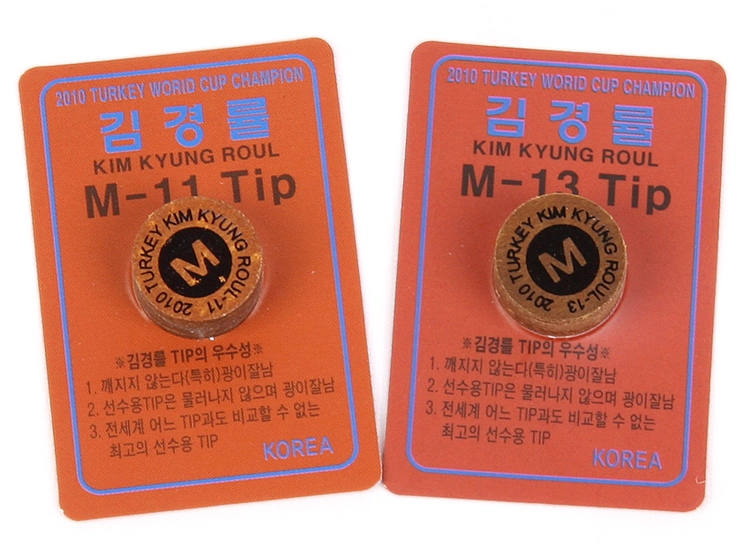 2010 TURKEY WORLD CUP CHAMPION
김경률
KIM KYUNG ROUL
M-11 Tip
2010 TURKEY KIM KYUNG ROUL-11
M
※김경률 TIP의 우수성※
1. 깨지지 않는다(특히)광이잘남
2. 선수용TIP은 물러나지 않으며 광이잘남
3. 전세계 어느 TIP과도 비교할 수 없는
최고의 선수용 TIP
KOREA
2010 TURKEY WORLD CUP CHAMPION
김경률
KIM KYUNG ROUL
M-13 Tip
2010 TURKEY KIM KYUNG ROUL-13
M
※김경률 TIP의 우수성※
1. 깨지지 않는다(특히)광이잘남
2. 선수용TIP은 물러나지 않으며 광이잘남
3. 전세계 어느 TIP과도 비교할 수 없는
최고의 선수용 TIP
KOREA